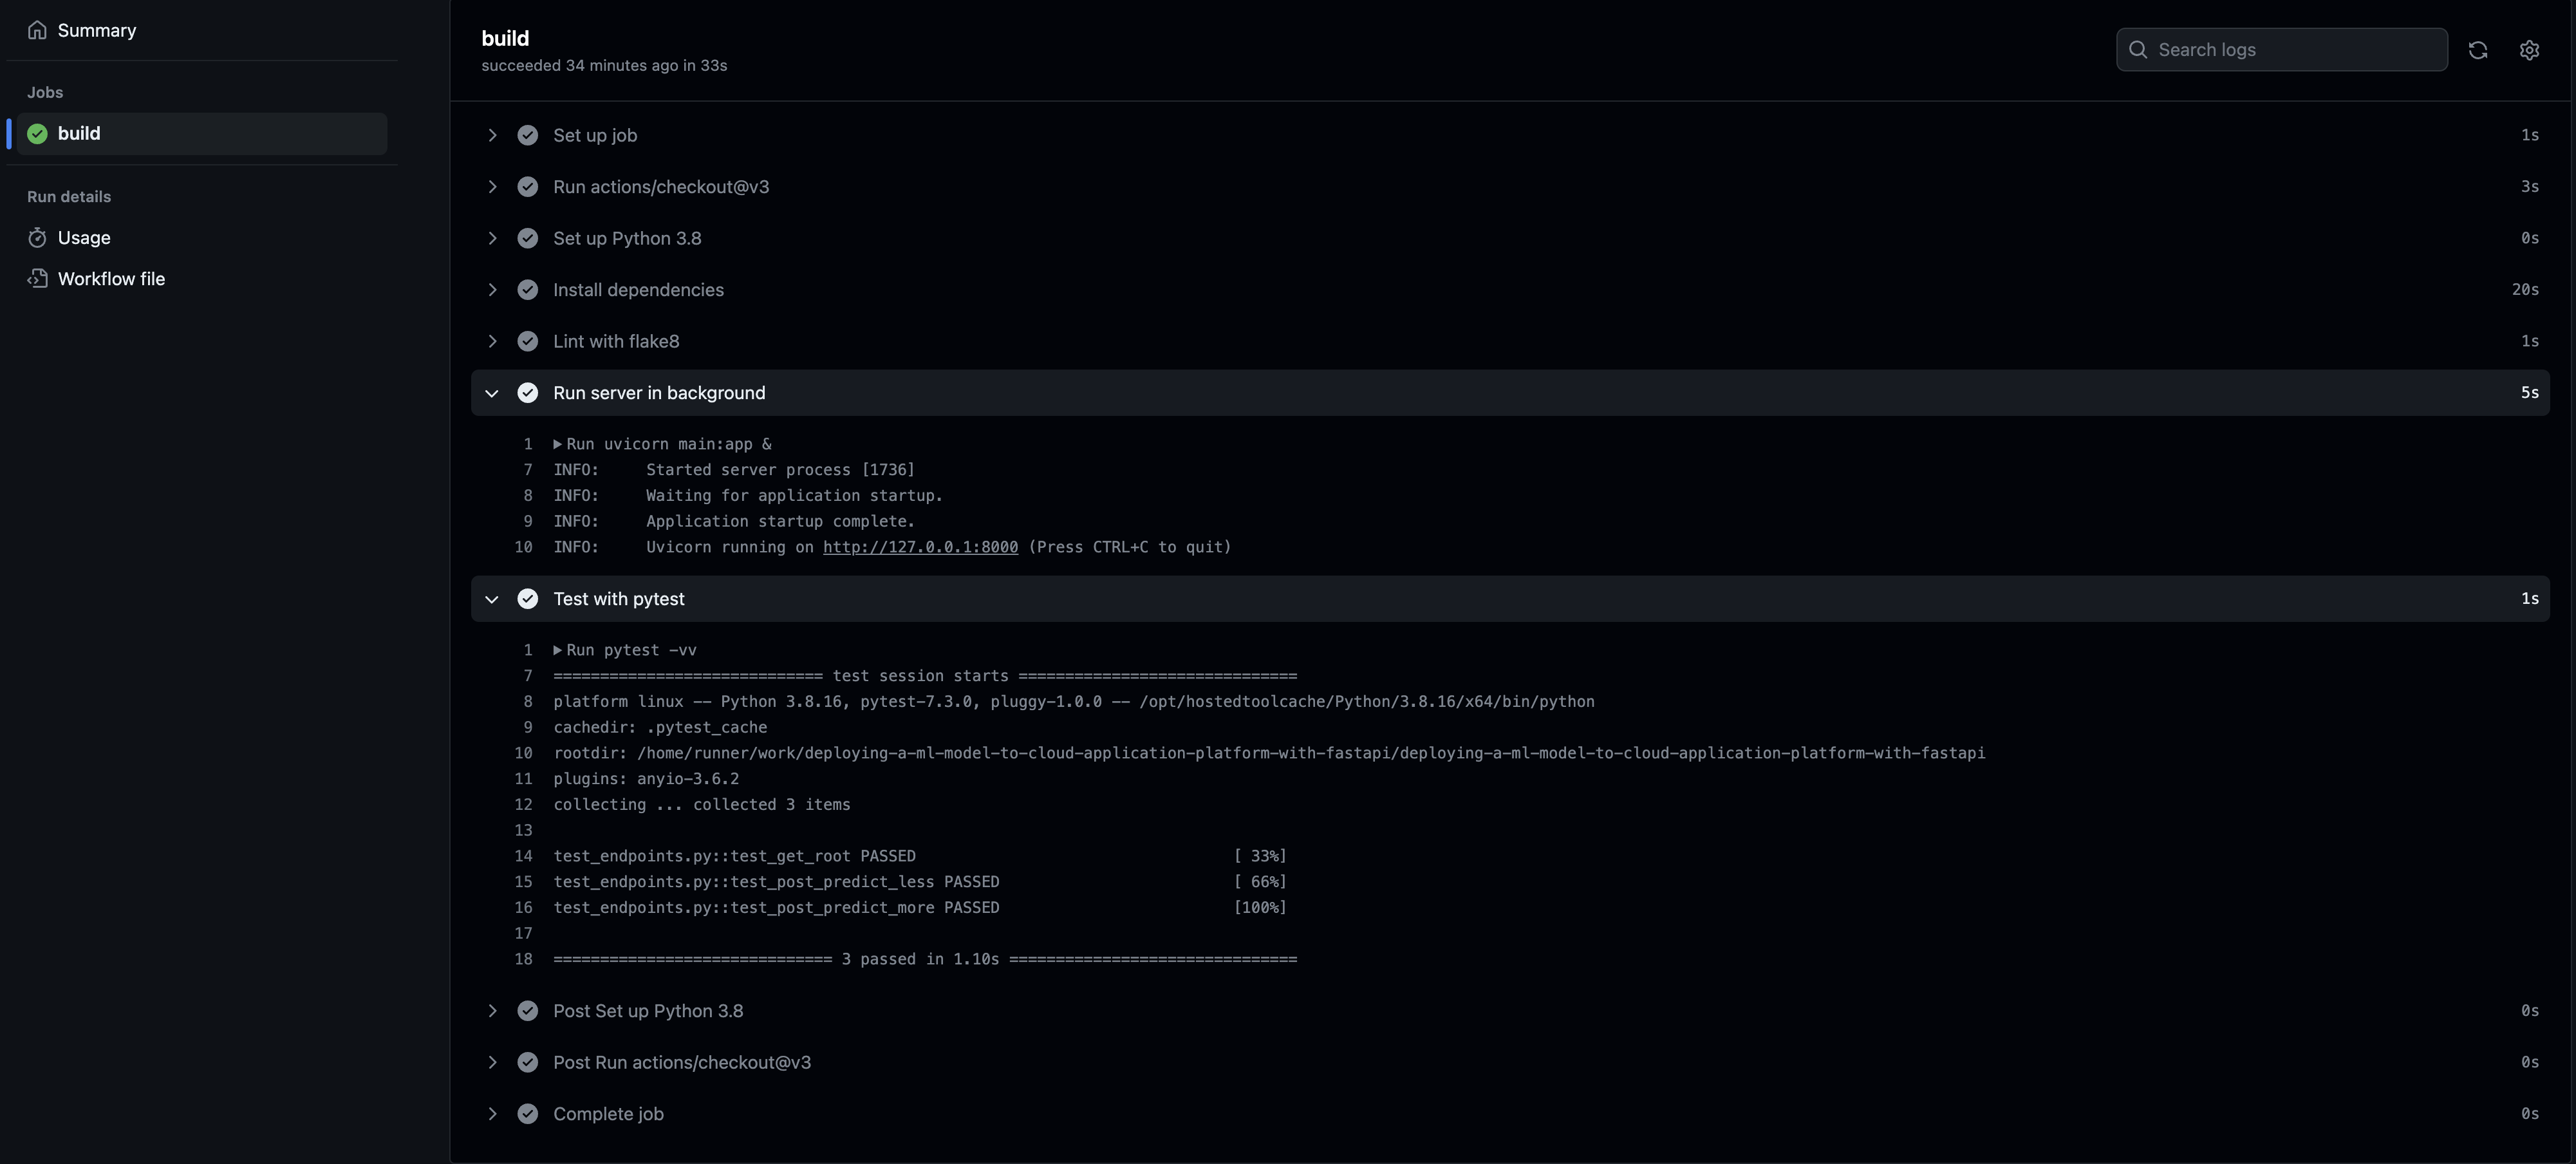 Summary
Jobs
build
Run details
Usage
Workflow file
build
succeeded 34 minutes ago in 33s
Search logs
Set up job 1s
Run actions/checkout@v3 3s
Set up Python 3.8 0s
Install dependencies 20s
Lint with flake8 1s
Run server in background 5s
1 ▶Run uvicorn main:app &
7 INFO:     Started server process [1736]
8 INFO:     Waiting for application startup.
9 INFO:     Application startup complete.
10 INFO:     Uvicorn running on http://127.0.0.1:8000 (Press CTRL+C to quit)
Test with pytest 1s
1 ▶Run pytest -vv
7 ============================= test session starts ==============================
8 platform linux -- Python 3.8.16, pytest-7.3.0, pluggy-1.0.0 -- /opt/hostedtoolcache/Python/3.8.16/x64/bin/python
9 cachedir: .pytest_cache
10 rootdir: /home/runner/work/deploying-a-ml-model-to-cloud-application-platform-with-fastapi/deploying-a-ml-model-to-cloud-application-platform-with-fastapi
11 plugins: anyio-3.6.2
12 collecting ... collected 3 items
13
14 test_endpoints.py::test_get_root PASSED                                  [ 33%]
15 test_endpoints.py::test_post_predict_less PASSED                         [ 66%]
16 test_endpoints.py::test_post_predict_more PASSED                         [100%]
17
18 ============================== 3 passed in 1.10s ===============================
Post Set up Python 3.8 0s
Post Run actions/checkout@v3 0s
Complete job 0s